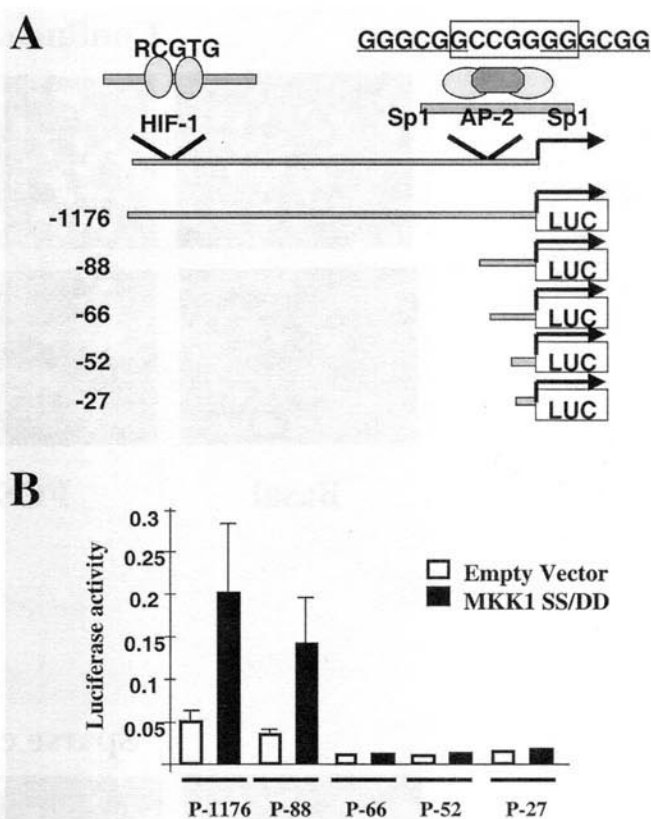 A
RCGTG
GGGCGGCCGGGGGCGG
HIF-1
Sp1 AP-2 Sp1
-1176 LUC
-88 LUC
-66 LUC
-52 LUC
-27 LUC
B
Luciferase activity
0.3
0.25
0.2
0.15
0.1
0.05
Empty Vector
MKK1 SS/DD
P-1176 P-88 P-66 P-52 P-27